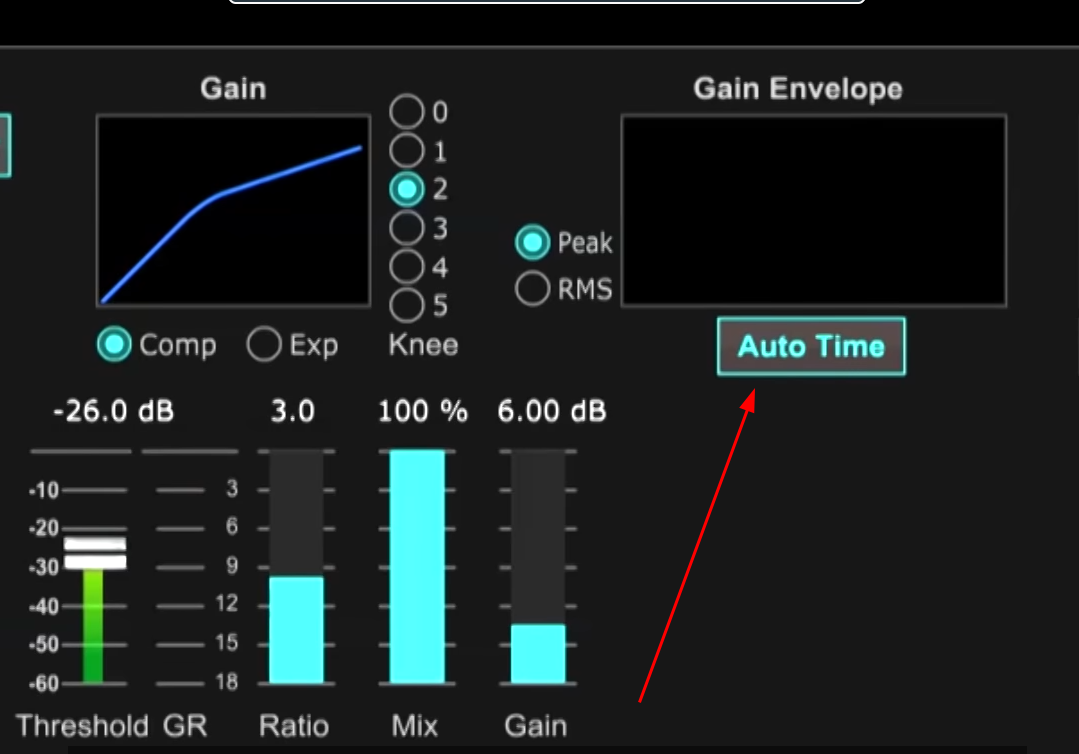 Gain
Gain Envelope
0
1
2
3
4
5
Knee
Peak
RMS
Comp
Exp
Auto Time
-26.0 dB
3.0
100 %
6.00 dB
-10
-20
-30
-40
-50
-60
3
6
9
12
15
18
Threshold
GR
Ratio
Mix
Gain